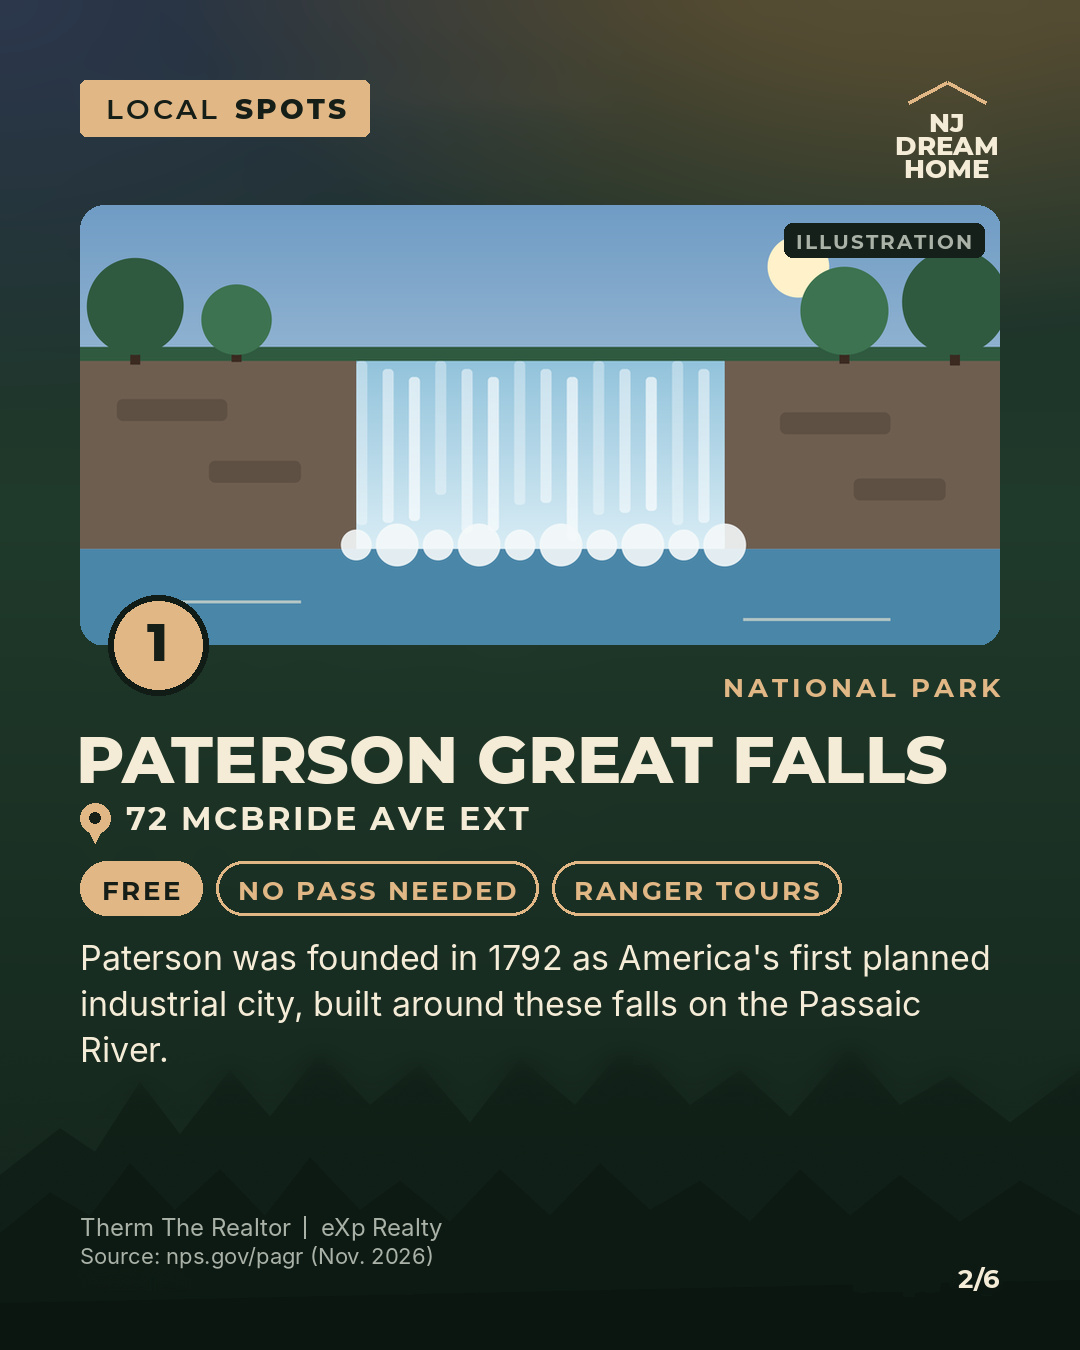 LOCAL SPOTS
NJ
DREAM
HOME
ILLUSTRATION
1
NATIONAL PARK
PATERSON GREAT FALLS
72 MCBRIDE AVE EXT
FREE
NO PASS NEEDED
RANGER TOURS
Paterson was founded in 1792 as America's first planned
industrial city, built around these falls on the Passaic
River.
Therm The Realtor | eXp Realty
Source: nps.gov/pagr (Nov. 2026)
2/6